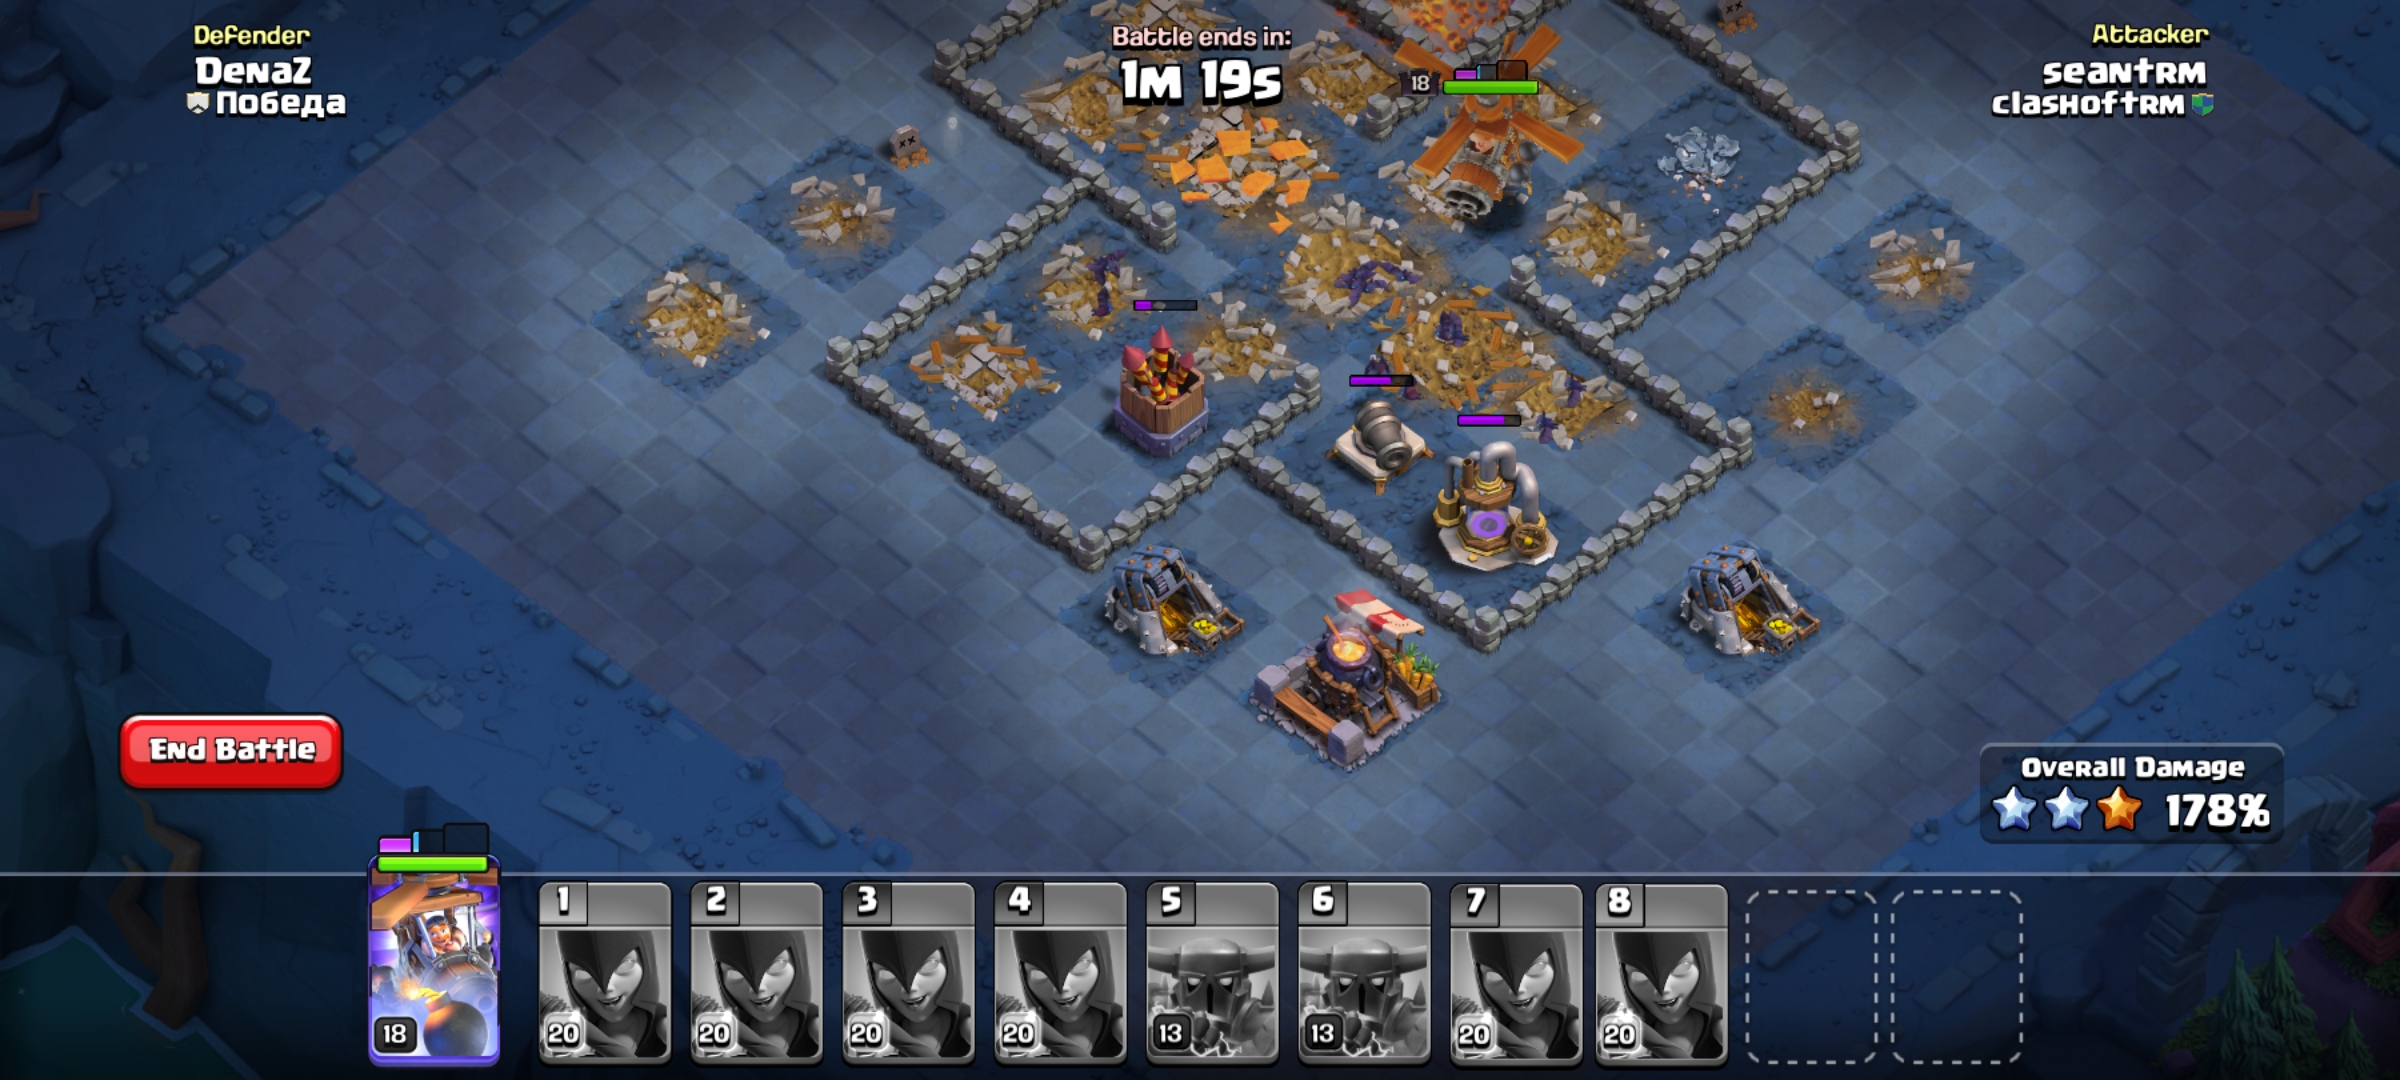 Defender
DenaZ
Победа
Battle ends in:
1m 19s
Attacker
seantrm
clashoftrm
18
End Battle
Overall Damage
178%
18
1
20
2
20
3
20
4
20
5
13
6
13
7
20
8
20